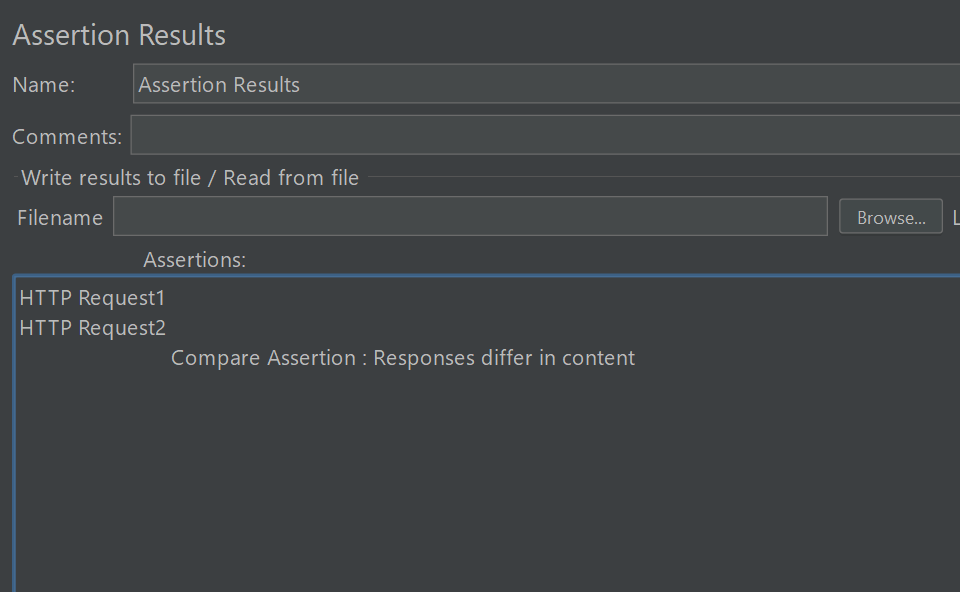 Assertion Results
Name: Assertion Results
Comments:
Write results to file / Read from file
Filename Browse...
Assertions:
HTTP Request1
HTTP Request2
Compare Assertion : Responses differ in content